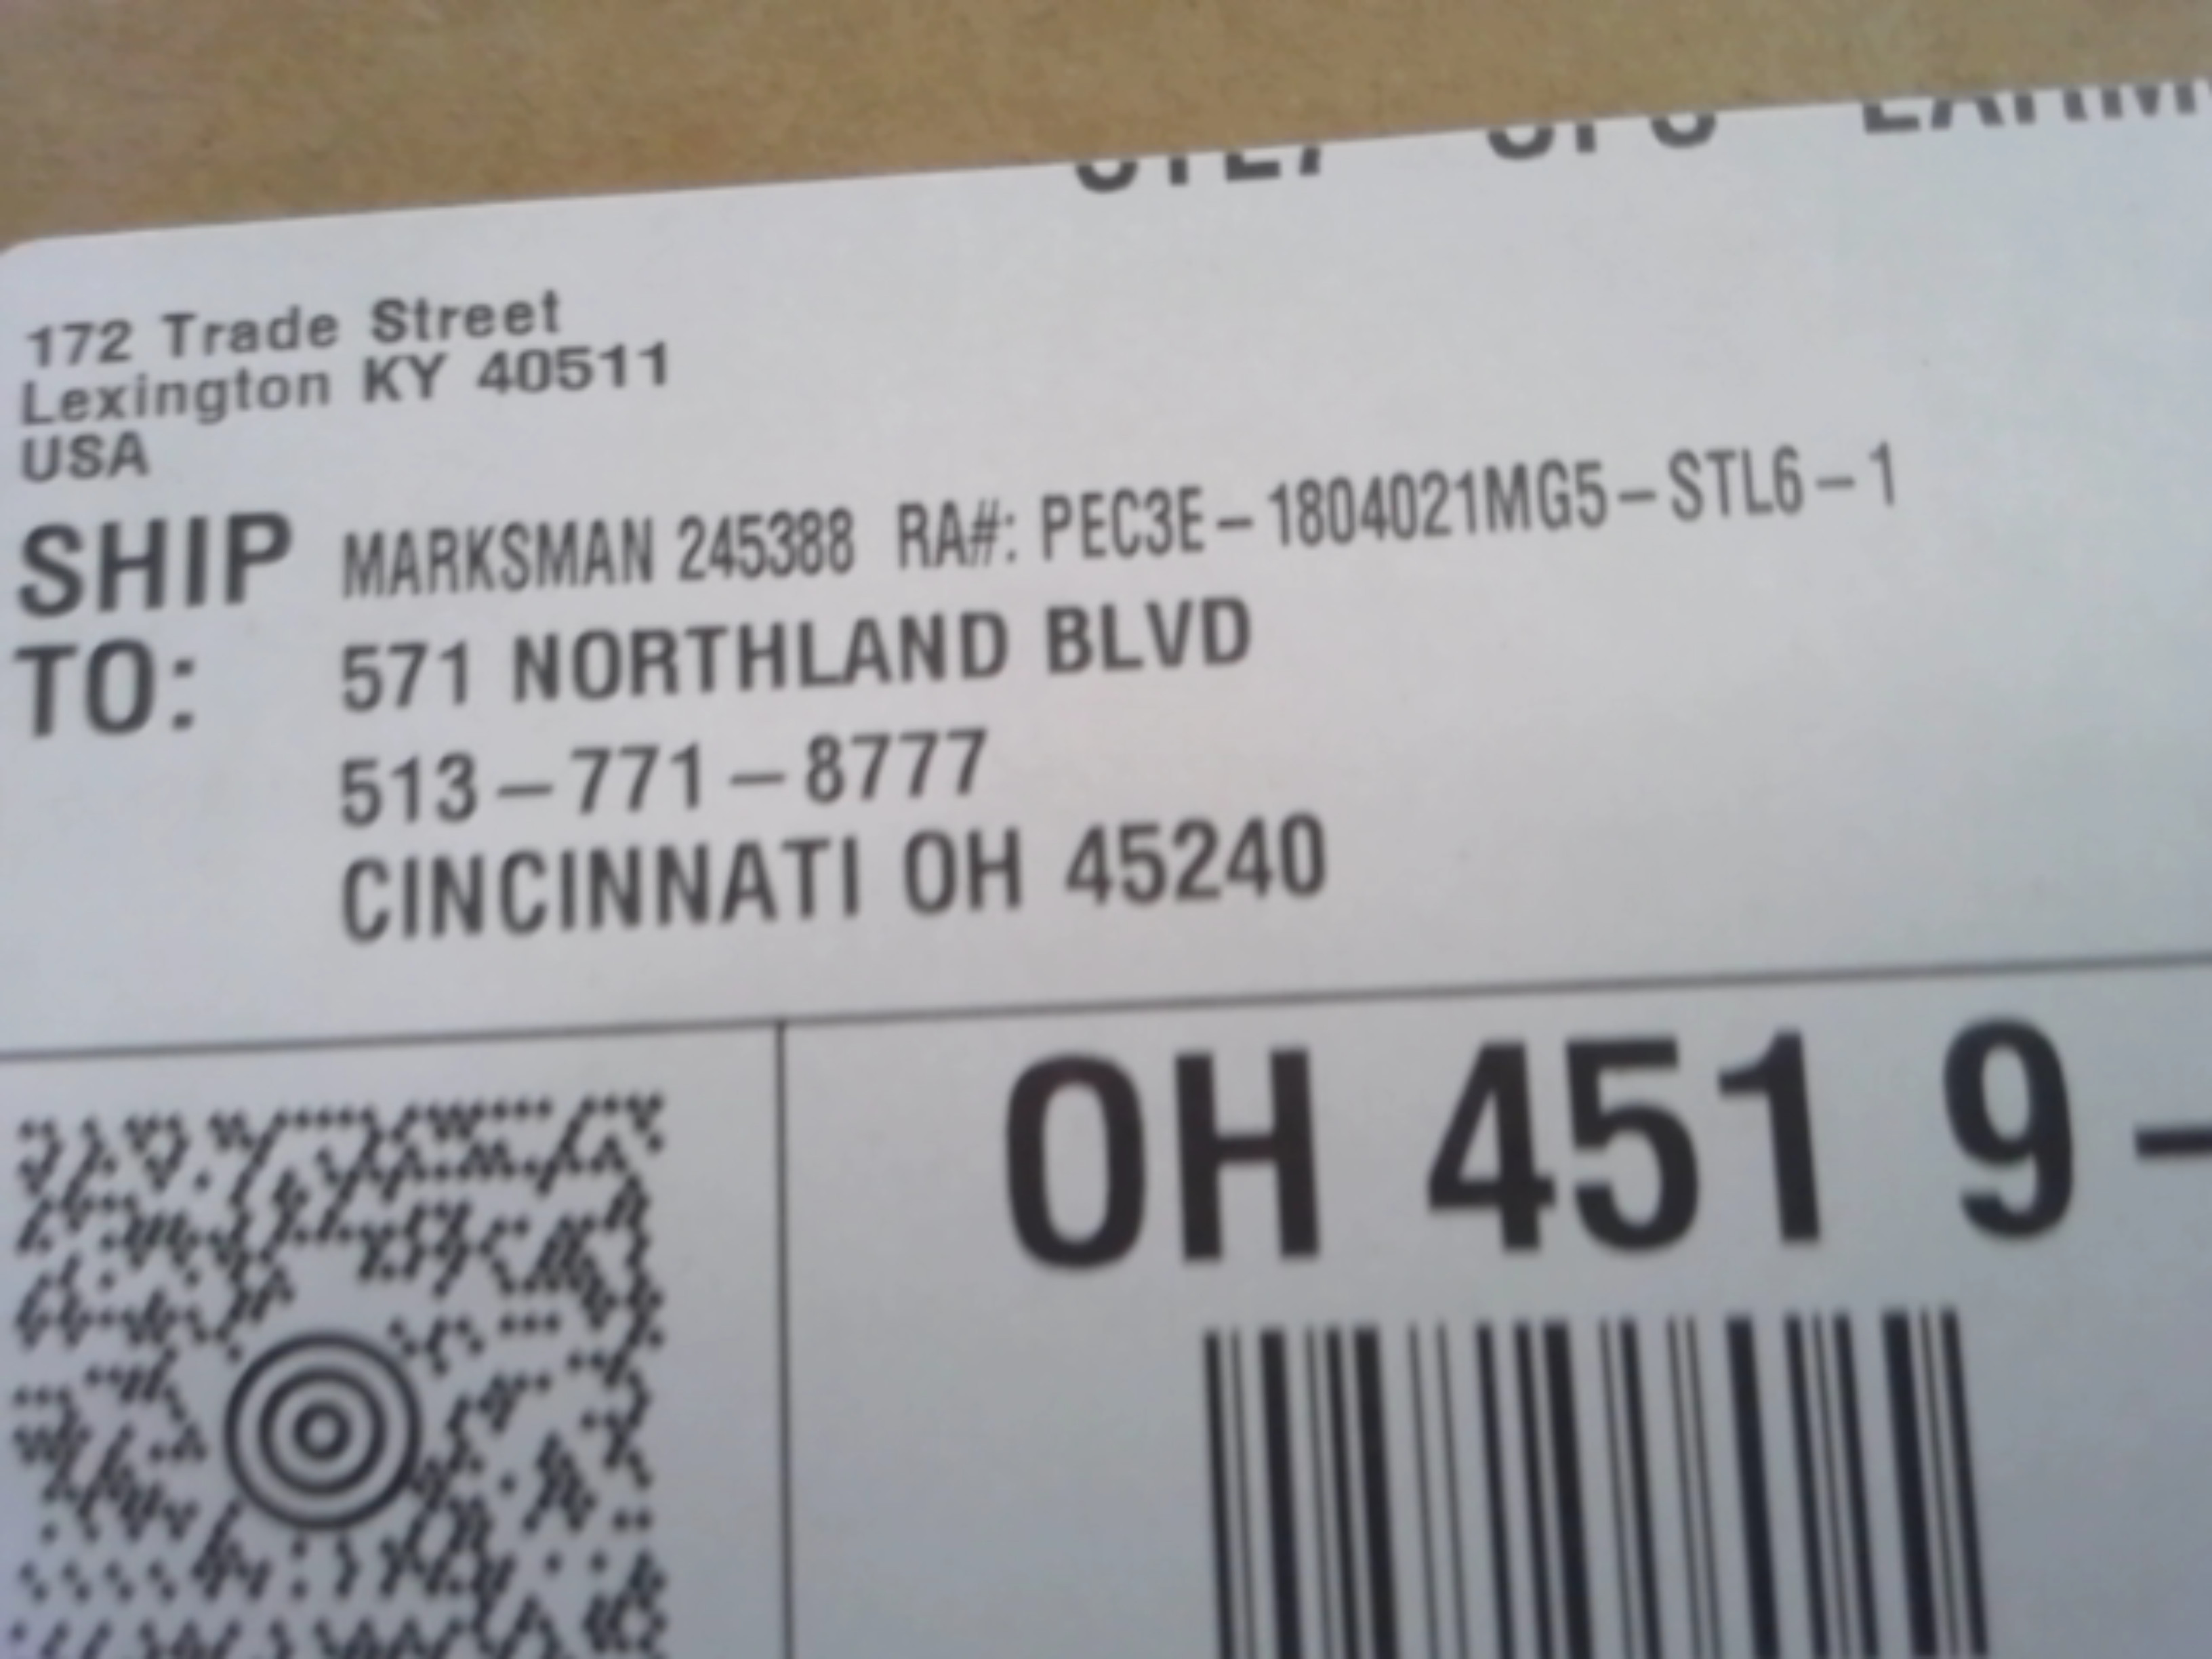 172 Trade Street
Lexington KY 40511
USA
SHIP TO: MARKSMAN 245388 RA#: PEC3E-1804021MG5-STL6-1
571 NORTHLAND BLVD
513-771-8777
CINCINNATI OH 45240
OH 451 9-